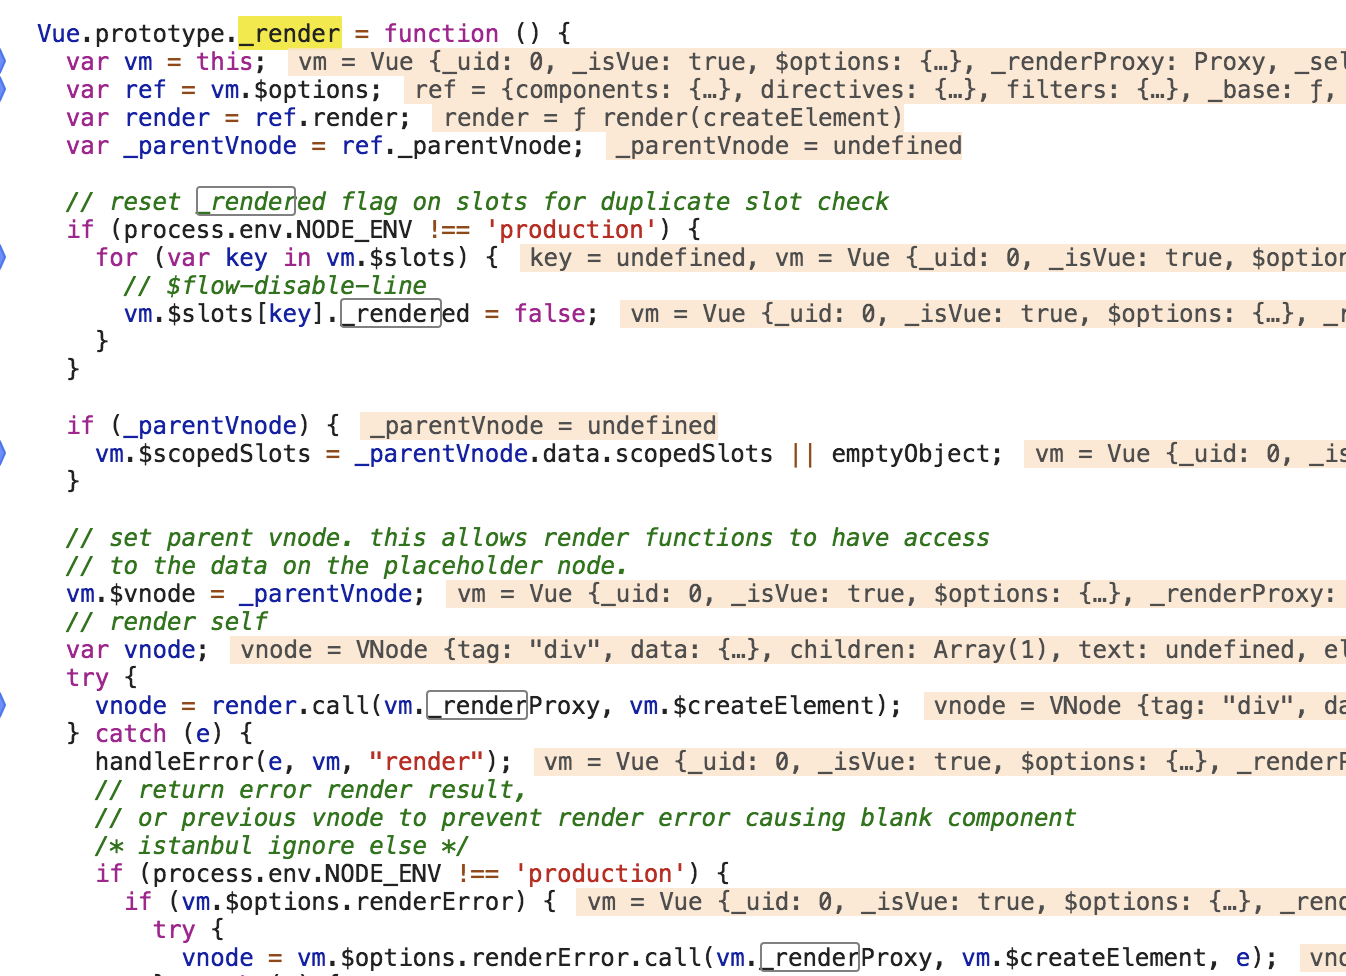 Vue.prototype._render = function () {
var vm = this; vm = Vue {_uid: 0, _isVue: true, $options: {…}, _renderProxy: Proxy, _sel
var ref = vm.$options; ref = {components: {…}, directives: {…}, filters: {…}, _base: ƒ,
var render = ref.render; render = ƒ render(createElement)
var _parentVnode = ref._parentVnode; _parentVnode = undefined
// reset _rendered flag on slots for duplicate slot check
if (process.env.NODE_ENV !== 'production') {
for (var key in vm.$slots) { key = undefined, vm = Vue {_uid: 0, _isVue: true, $option
// $flow-disable-line
vm.$slots[key]._rendered = false; vm = Vue {_uid: 0, _isVue: true, $options: {…}, _r
}
}
if (_parentVnode) { _parentVnode = undefined
vm.$scopedSlots = _parentVnode.data.scopedSlots || emptyObject; vm = Vue {_uid: 0, _is
}
// set parent vnode. this allows render functions to have access
// to the data on the placeholder node.
vm.$vnode = _parentVnode; vm = Vue {_uid: 0, _isVue: true, $options: {…}, _renderProxy:
// render self
var vnode; vnode = VNode {tag: "div", data: {…}, children: Array(1), text: undefined, el
try {
vnode = render.call(vm._renderProxy, vm.$createElement); vnode = VNode {tag: "div", da
} catch (e) {
handleError(e, vm, "render"); vm = Vue {_uid: 0, _isVue: true, $options: {…}, _renderP
// return error render result,
// or previous vnode to prevent render error causing blank component
/* istanbul ignore else */
if (process.env.NODE_ENV !== 'production') {
if (vm.$options.renderError) { vm = Vue {_uid: 0, _isVue: true, $options: {…}, _rend
try {
vnode = vm.$options.renderError.call(vm._renderProxy, vm.$createElement, e); vno